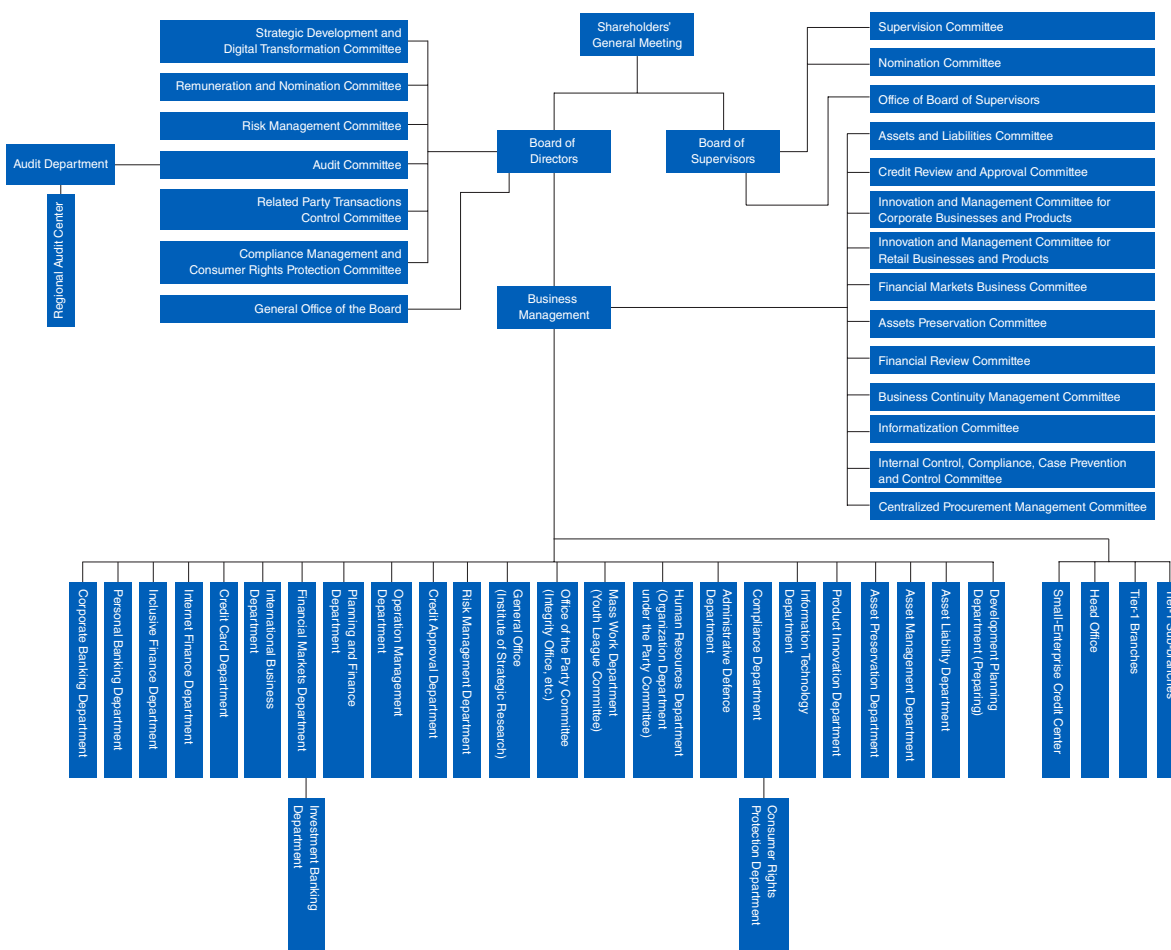 Shareholders'
General Meeting
Strategic Development and
Digital Transformation Committee
Remuneration and Nomination Committee
Risk Management Committee
Audit Committee
Related Party Transactions
Control Committee
Compliance Management and
Consumer Rights Protection Committee
General Office of the Board
Audit Department
Regional Audit Center
Board of
Directors
Board of
Supervisors
Business
Management
Supervision Committee
Nomination Committee
Office of Board of Supervisors
Assets and Liabilities Committee
Credit Review and Approval Committee
Innovation and Management Committee for
Corporate Businesses and Products
Innovation and Management Committee for
Retail Businesses and Products
Financial Markets Business Committee
Assets Preservation Committee
Financial Review Committee
Business Continuity Management Committee
Informatization Committee
Internal Control, Compliance, Case Prevention
and Control Committee
Centralized Procurement Management Committee
Corporate Banking Department
Personal Banking Department
Inclusive Finance Department
Internet Finance Department
Credit Card Department
International Business
Department
Financial Markets Department
Planning and Finance
Department
Operation Management
Department
Credit Approval Department
Risk Management Department
General Office
(Institute of Strategic Research)
Office of the Party Committee
(Integrity Office, etc.)
Mass Work Department
(Youth League Committee)
Human Resources Department
(Organization Department
under the Party Committee)
Administrative Defence
Department
Compliance Department
Information Technology
Department
Product Innovation Department
Asset Preservation Department
Asset Management Department
Asset Liability Department
Development Planning
Department (Preparing)
Small-Enterprise Credit Center
Head Office
Tier-1 Branches
Investment Banking
Department
Consumer Rights
Protection Department